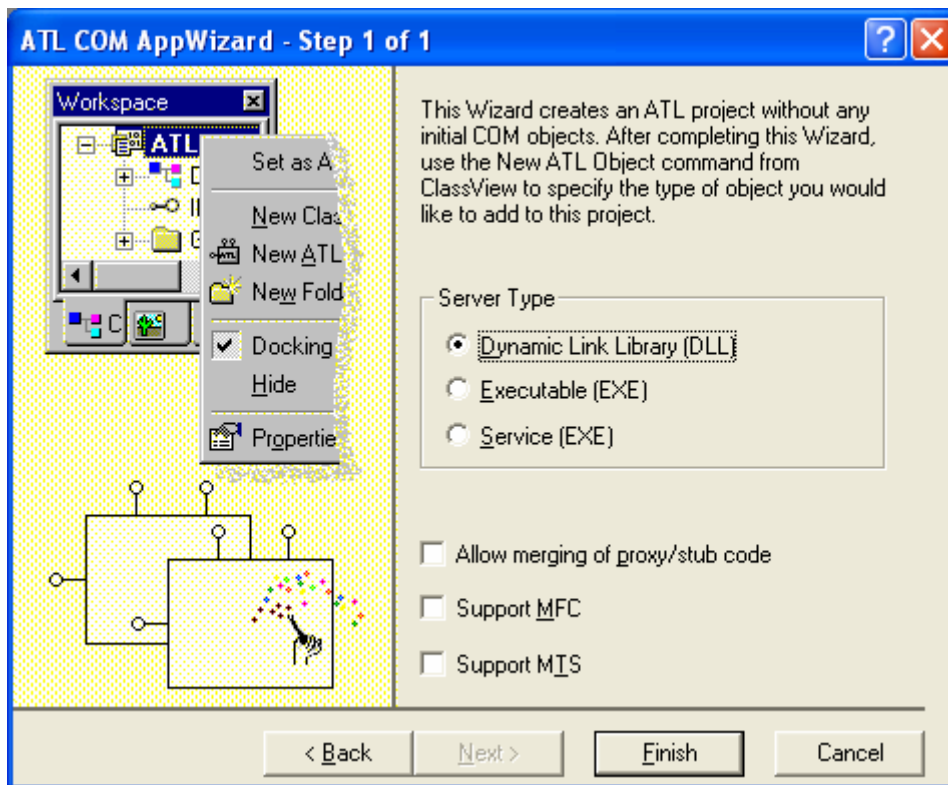 ATL COM AppWizard - Step 1 of 1
Workspace
ATL
Set as A
New Clas
New ATL
New Fold
Docking
Hide
Propertie
C
This Wizard creates an ATL project without any
initial COM objects. After completing this Wizard,
use the New ATL Object command from
ClassView to specify the type of object you would
like to add to this project.
Server Type
Dynamic Link Library (DLL)
Executable (EXE)
Service (EXE)
Allow merging of proxy/stub code
Support MFC
Support MTS
< Back
Next >
Finish
Cancel